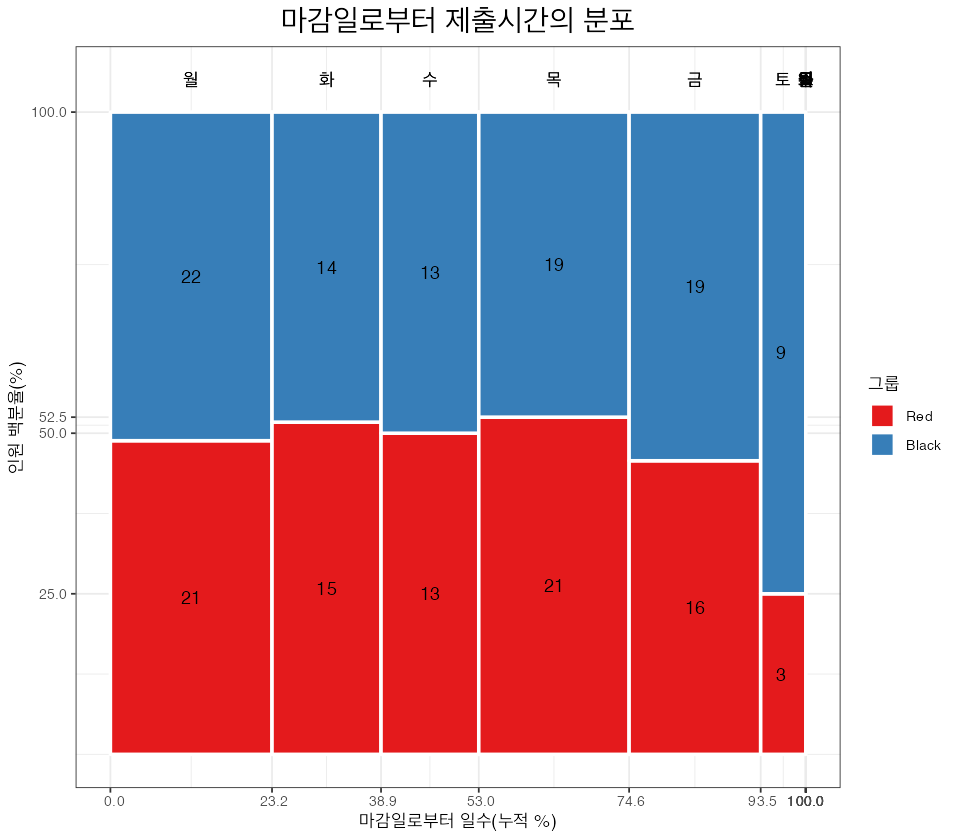 마감일로부터 제출시간의 분포
월 화 수 목 금 토
100.0
52.5
50.0
25.0
인원 백분율(%)
22 14 13 19 19 9
21 15 13 21 16 3
0.0 23.2 38.9 53.0 74.6 93.5 100.0
마감일로부터 일수(누적 %)
그룹
Red
Black